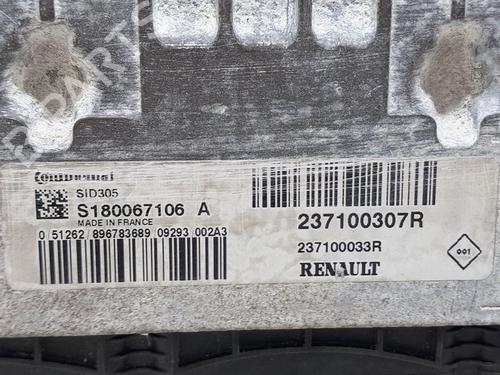 Continental
SID305
S180067106 A
MADE IN FRANCE
0 51262 896783689 09293 002A3
237100307R
237100033R
RENAULT
001